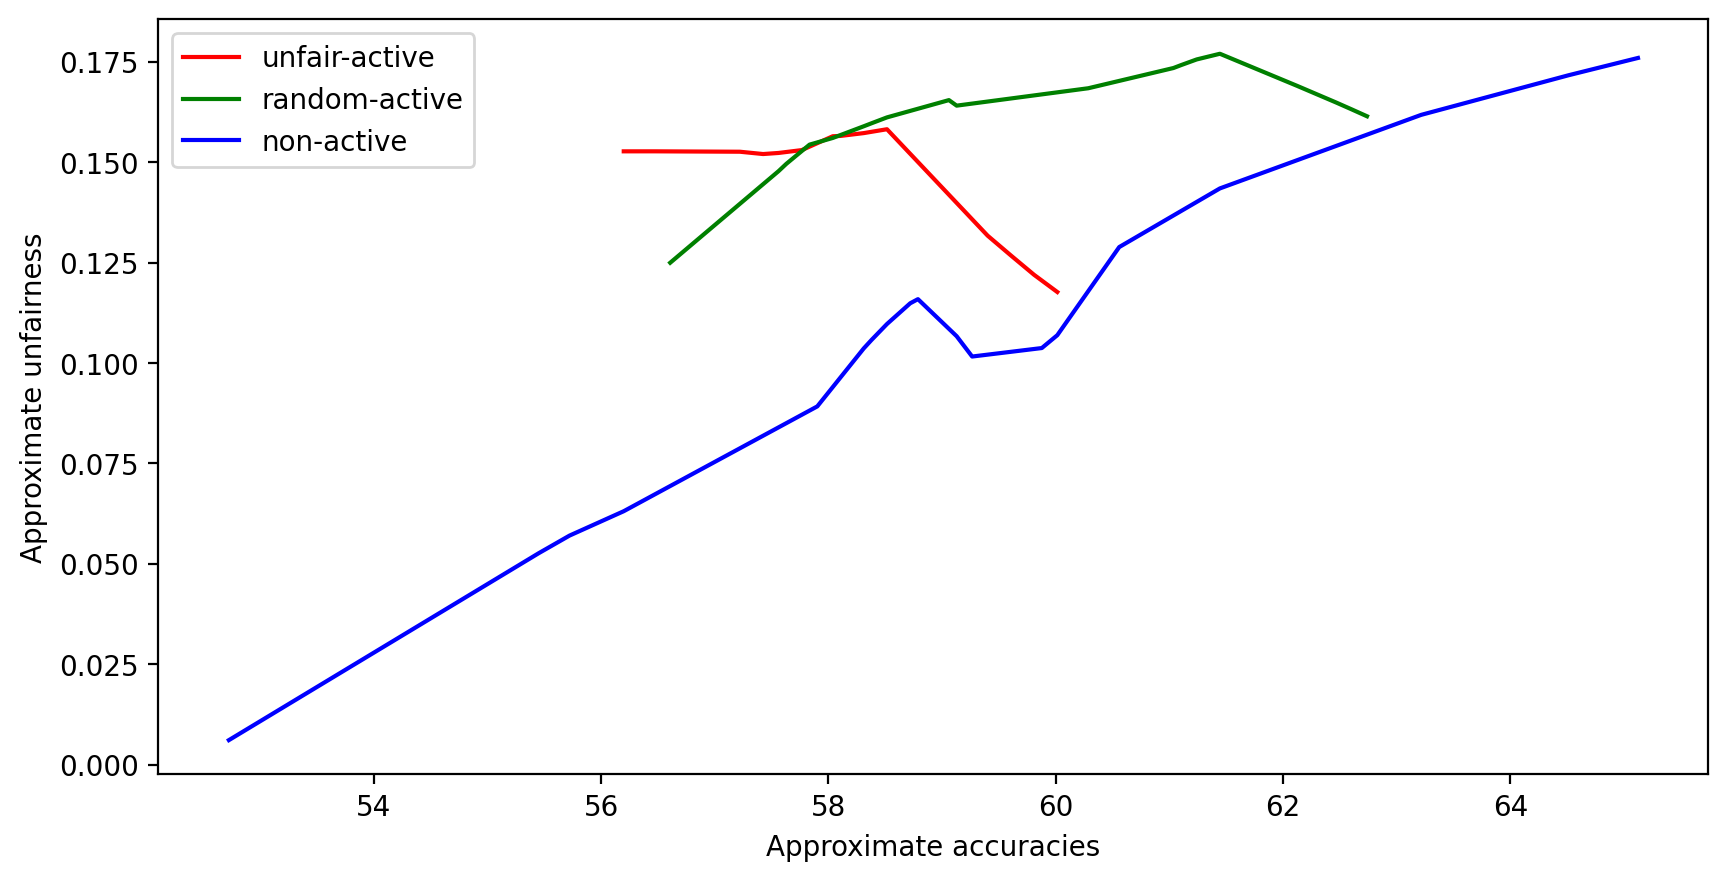 unfair-active
random-active
non-active
Approximate unfairness
0.175
0.150
0.125
0.100
0.075
0.050
0.025
0.000
54 56 58 60 62 64
Approximate accuracies